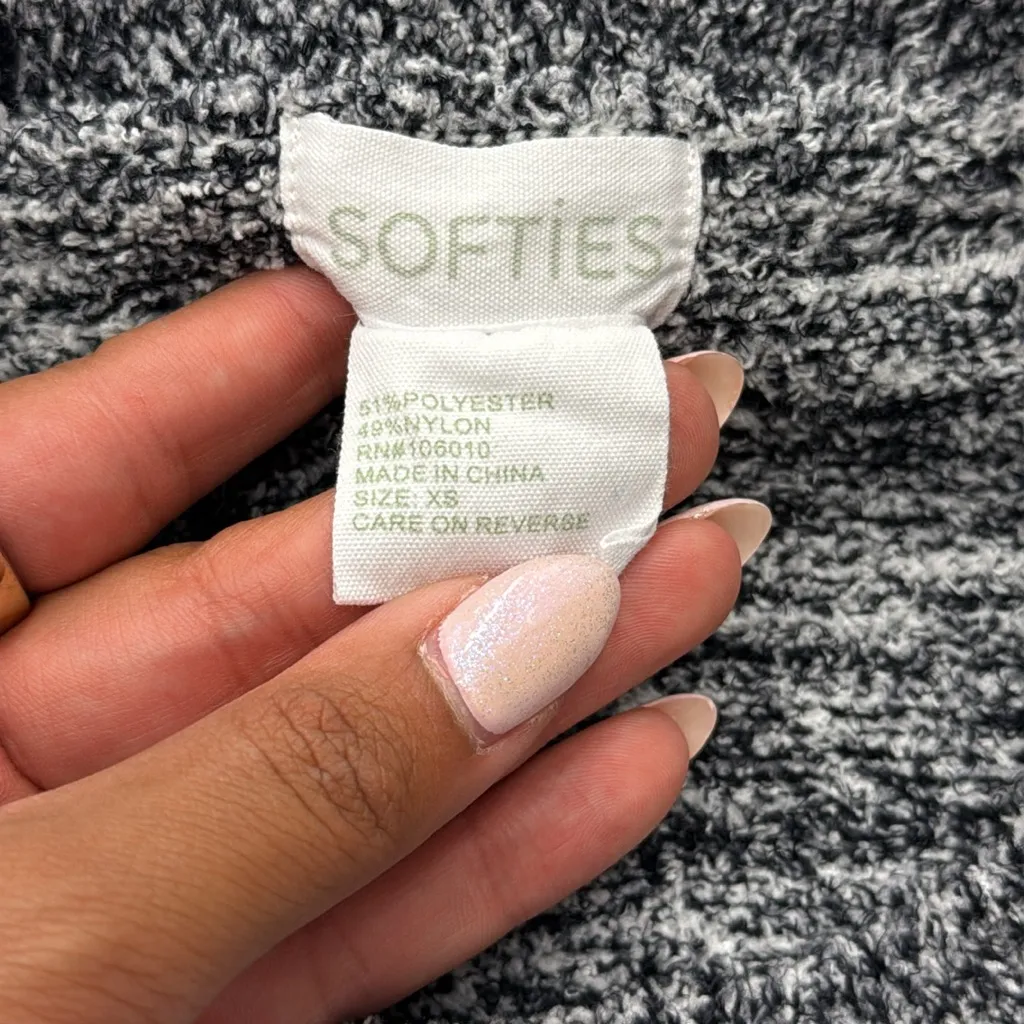 SOFTiES
51%POLYESTER
49%NYLON
RN#106010
MADE IN CHINA
SIZE: XS
CARE ON REVERSE